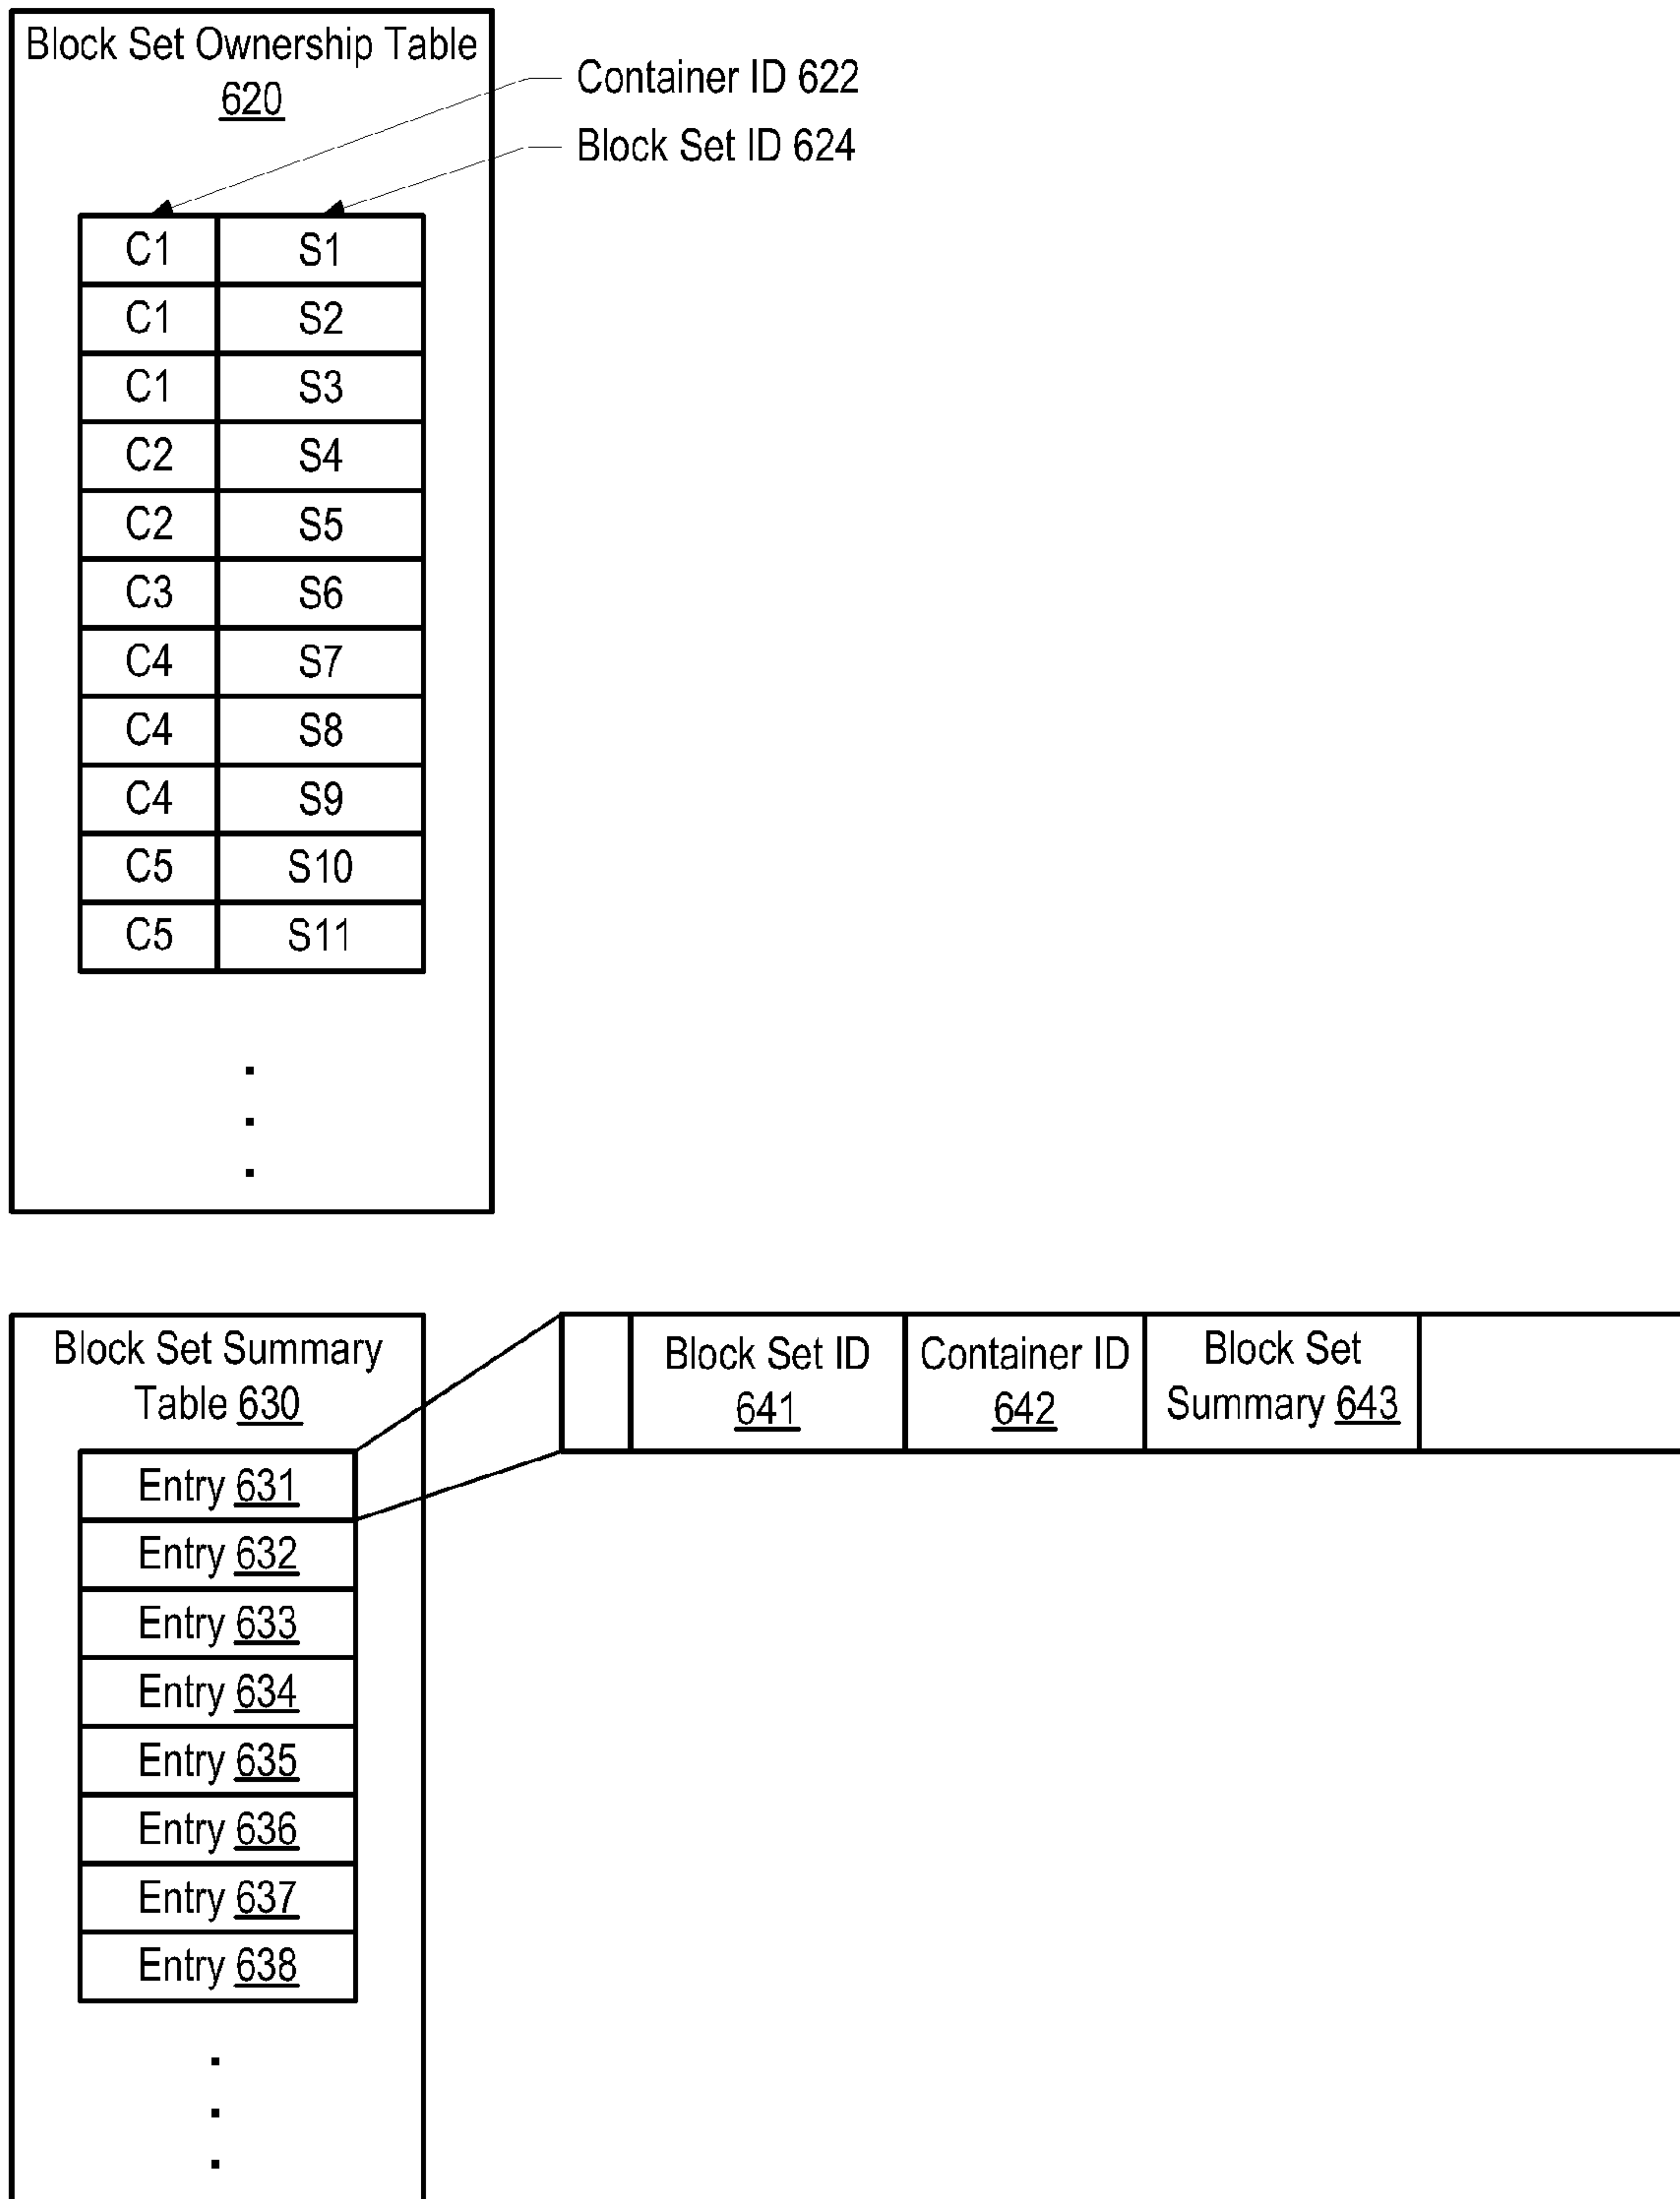 Block Set Ownership Table
620
Container ID 622
Block Set ID 624
C1 S1
C1 S2
C1 S3
C2 S4
C2 S5
C3 S6
C4 S7
C4 S8
C4 S9
C5 S10
C5 S11
Block Set Summary
Table 630
Entry 631
Entry 632
Entry 633
Entry 634
Entry 635
Entry 636
Entry 637
Entry 638
Block Set ID
641
Container ID
642
Block Set
Summary 643